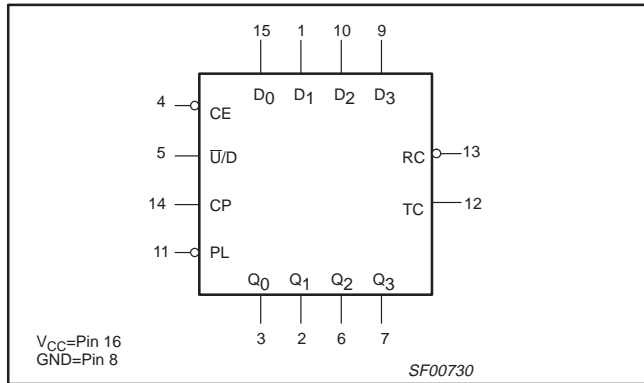 15 1 10 9
D0 D1 D2 D3
4 CE
5 U̅/D RC 13
14 CP TC 12
11 PL
Q0 Q1 Q2 Q3
3 2 6 7
VCC=Pin 16
GND=Pin 8
SF00730